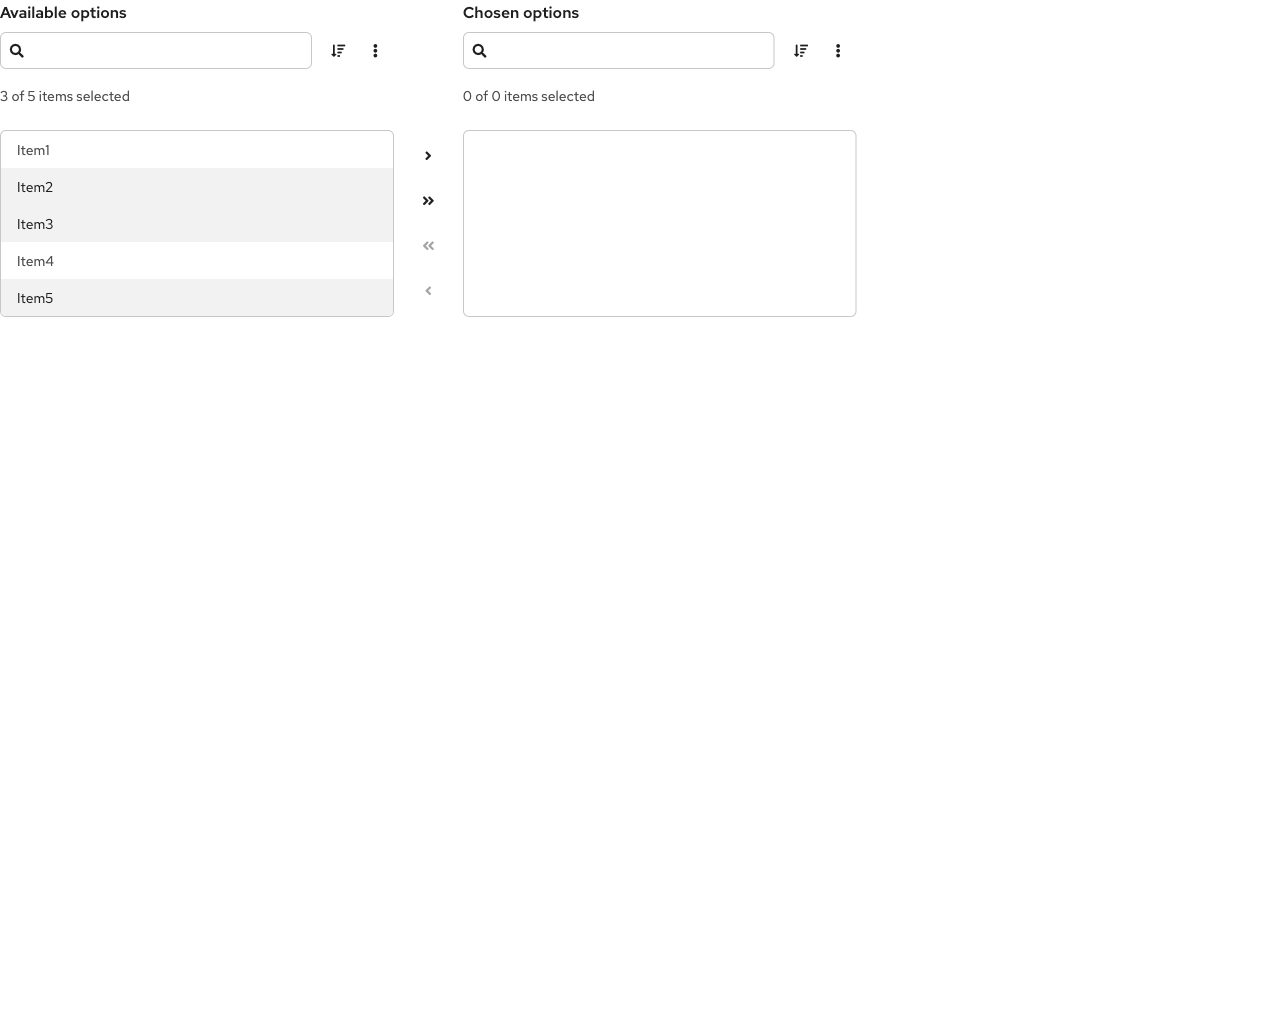 Available options
3 of 5 items selected
Item1
Item2
Item3
Item4
Item5
Chosen options
0 of 0 items selected